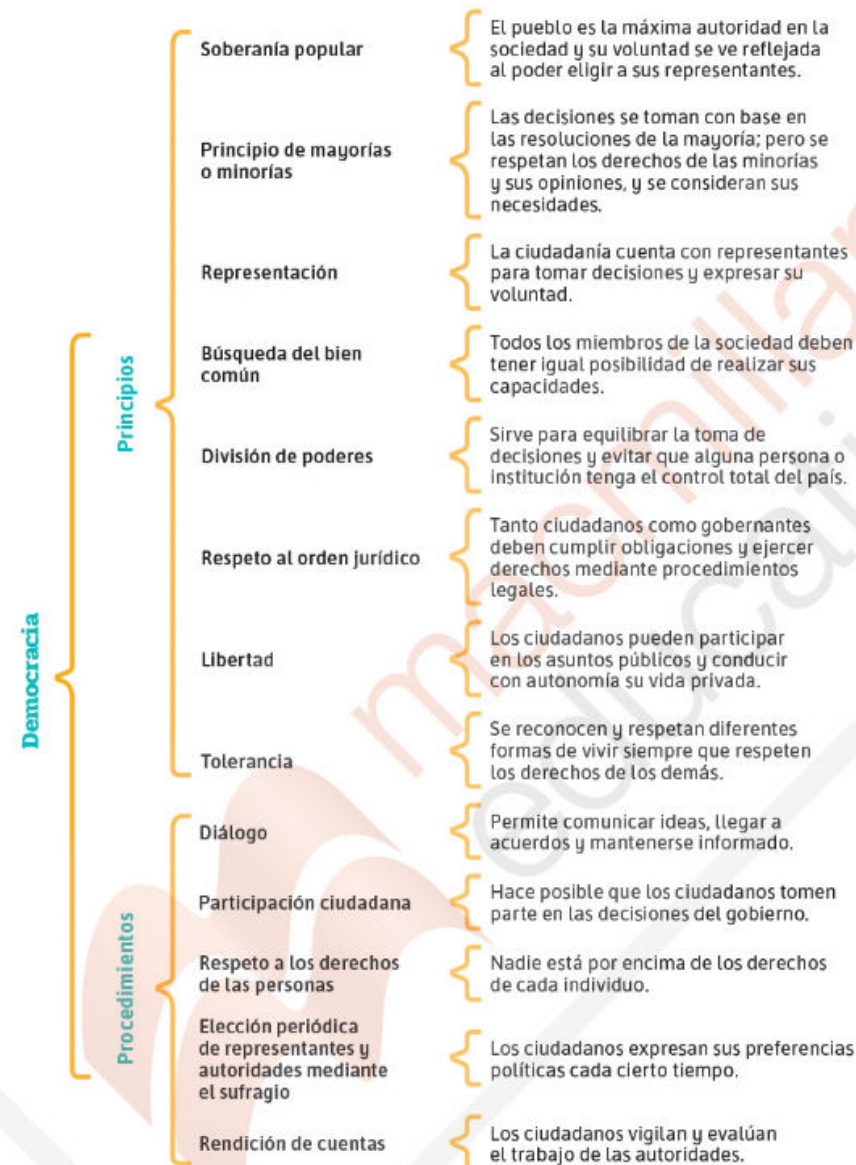 Democracia
Principios
Soberanía popular
El pueblo es la máxima autoridad en la
sociedad y su voluntad se ve reflejada
al poder eligir a sus representantes.
Principio de mayorías
o minorías
Las decisiones se toman con base en
las resoluciones de la mayoría; pero se
respetan los derechos de las minorías
y sus opiniones, y se consideran sus
necesidades.
Representación
La ciudadanía cuenta con representantes
para tomar decisiones y expresar su
voluntad.
Búsqueda del bien
común
Todos los miembros de la sociedad deben
tener igual posibilidad de realizar sus
capacidades.
División de poderes
Sirve para equilibrar la toma de
decisiones y evitar que alguna persona o
institución tenga el control total del país.
Respeto al orden jurídico
Tanto ciudadanos como gobernantes
deben cumplir obligaciones y ejercer
derechos mediante procedimientos
legales.
Libertad
Los ciudadanos pueden participar
en los asuntos públicos y conducir
con autonomía su vida privada.
Tolerancia
Se reconocen y respetan diferentes
formas de vivir siempre que respeten
los derechos de los demás.
Procedimientos
Diálogo
Permite comunicar ideas, llegar a
acuerdos y mantenerse informado.
Participación ciudadana
Hace posible que los ciudadanos tomen
parte en las decisiones del gobierno.
Respeto a los derechos
de las personas
Nadie está por encima de los derechos
de cada individuo.
Elección periódica
de representantes y
autoridades mediante
el sufragio
Los ciudadanos expresan sus preferencias
políticas cada cierto tiempo.
Rendición de cuentas
Los ciudadanos vigilan y evalúan
el trabajo de las autoridades.